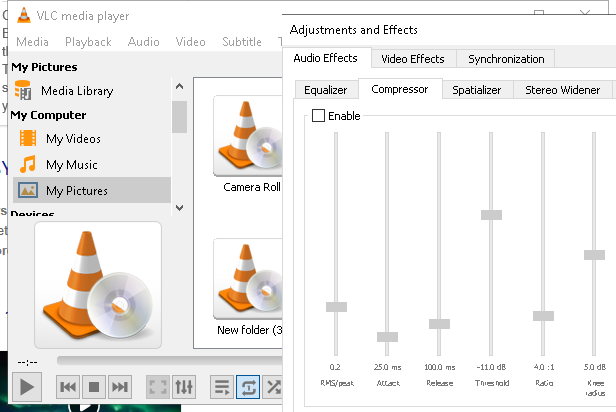 VLC media player
Media Playback Audio Video Subtitle
My Pictures
Media Library
My Computer
My Videos
My Music
My Pictures
Devices
Camera Roll
New folder (3
--:--
Adjustments and Effects
Audio Effects Video Effects Synchronization
Equalizer Compressor Spatializer Stereo Widener
Enable
0.2 25.0 ms 100.0 ms -11.0 dB 4.0 :1 5.0 dB
RMS/peak Attack Release Threshold Ratio Knee
radius